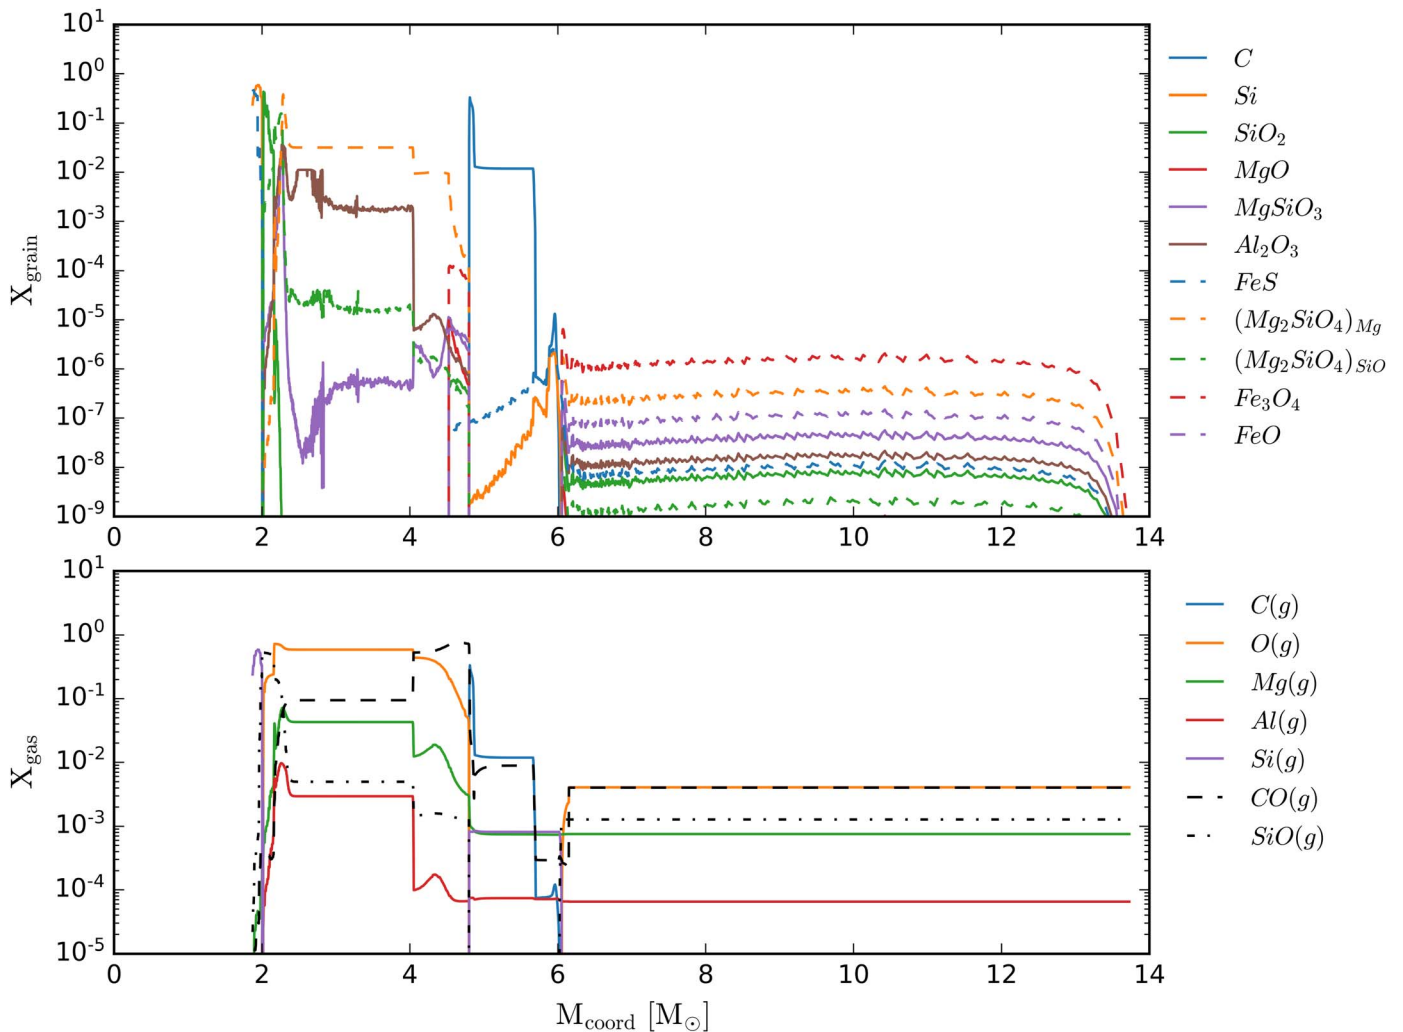 10^1
10^0
10^-1
10^-2
10^-3
10^-4
10^-5
10^-6
10^-7
10^-8
10^-9
X_grain
0 2 4 6 8 10 12 14
C
Si
SiO_2
MgO
MgSiO_3
Al_2O_3
FeS
(Mg_2SiO_4)_Mg
(Mg_2SiO_4)_SiO
Fe_3O_4
FeO
10^1
10^0
10^-1
10^-2
10^-3
10^-4
10^-5
X_gas
0 2 4 6 8 10 12 14
M_coord [M_⊙]
C(g)
O(g)
Mg(g)
Al(g)
Si(g)
CO(g)
SiO(g)